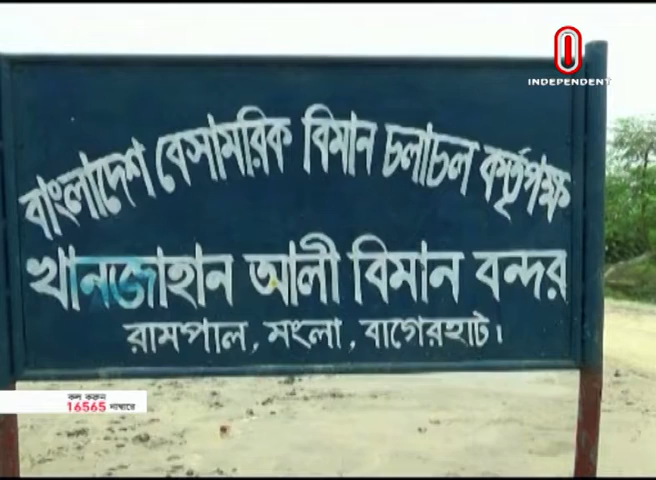 INDEPENDENT
বাংলাদেশ বেসামরিক বিমান চলাচল কর্তৃপক্ষ
খানজাহান আলী বিমান বন্দর
রামপাল, মংলা, বাগেরহাট।
কল করুন
16565 নাম্বারে